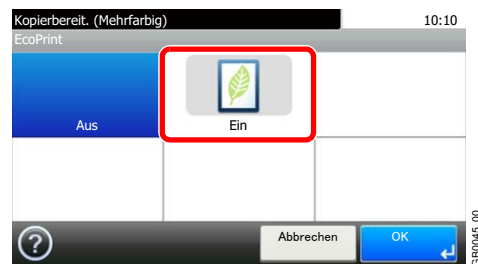 Kopierbereit. (Mehrfarbig) 10:10
EcoPrint
Aus Ein
? Abbrechen OK
GB0045_00